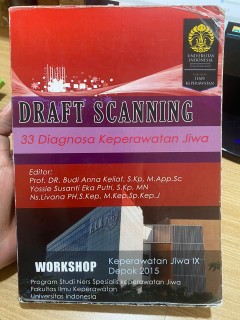 UNIVERSITAS
INDONESIA
ILMU
KEPERAWATAN
DRAFT SCANNING
33 Diagnosa Keperawatan Jiwa
Editor:
Prof. DR. Budi Anna Keliat, S.Kp, M.App.Sc
Yossie Susanti Eka Putri, S.Kp, MN
Ns.Livana PH,S.Kep, M.Kep,Sp.Kep.J
WORKSHOP
Keperawatan Jiwa IX
Depok 2015
Program Studi Ners Spesialis keperawatan Jiwa
Fakultas Ilmu Keperawatan
Universitas Indonesia